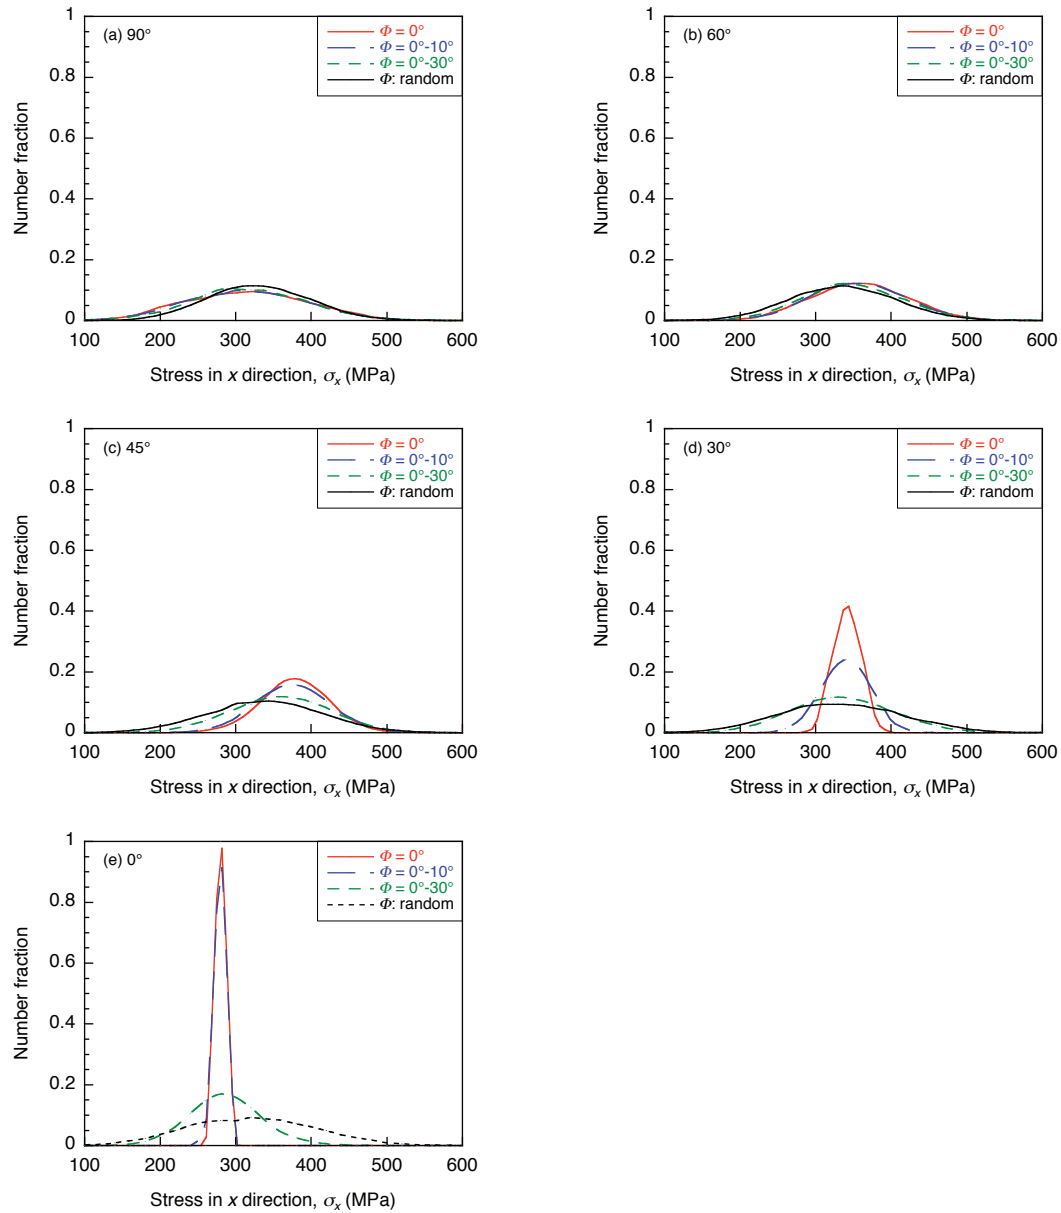 (a) 90°
Φ = 0°
Φ = 0°-10°
Φ = 0°-30°
Φ: random
1
0.8
0.6
0.4
0.2
0
Number fraction
100 200 300 400 500 600
Stress in x direction, σx (MPa)
(b) 60°
Φ = 0°
Φ = 0°-10°
Φ = 0°-30°
Φ: random
1
0.8
0.6
0.4
0.2
0
Number fraction
100 200 300 400 500 600
Stress in x direction, σx (MPa)
(c) 45°
Φ = 0°
Φ = 0°-10°
Φ = 0°-30°
Φ: random
1
0.8
0.6
0.4
0.2
0
Number fraction
100 200 300 400 500 600
Stress in x direction, σx (MPa)
(d) 30°
Φ = 0°
Φ = 0°-10°
Φ = 0°-30°
Φ: random
1
0.8
0.6
0.4
0.2
0
Number fraction
100 200 300 400 500 600
Stress in x direction, σx (MPa)
(e) 0°
Φ = 0°
Φ = 0°-10°
Φ = 0°-30°
Φ: random
1
0.8
0.6
0.4
0.2
0
Number fraction
100 200 300 400 500 600
Stress in x direction, σx (MPa)